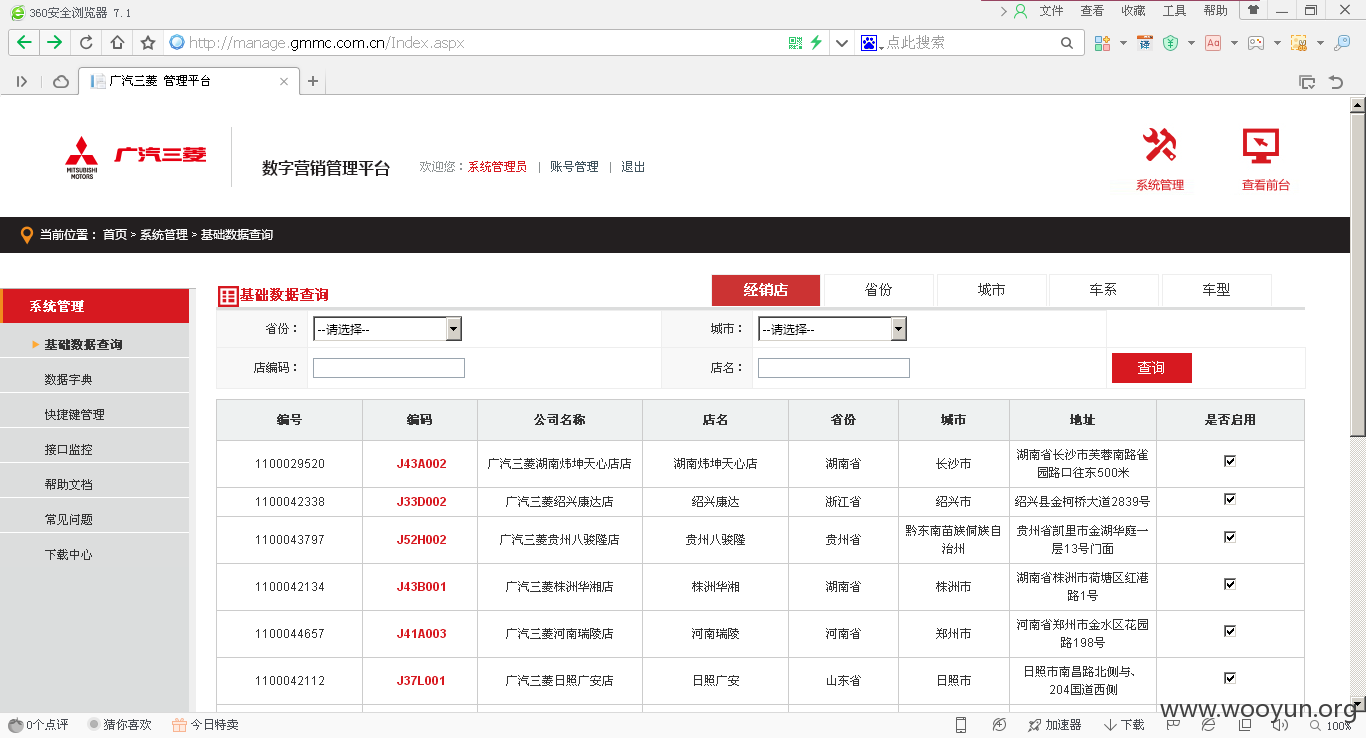 360安全浏览器 7.1
文件 查看 收藏 工具 帮助
http://manage.gmmc.com.cn/Index.aspx
点此搜索
广汽三菱 管理平台
MITSUBISHI MOTORS
广汽三菱
数字营销管理平台
欢迎您：系统管理员 | 账号管理 | 退出
系统管理
查看前台
当前位置： 首页 > 系统管理 > 基础数据查询
系统管理
基础数据查询
数据字典
快捷键管理
接口监控
帮助文档
常见问题
下载中心
基础数据查询
经销店 省份 城市 车系 车型
省份： --请选择-- 城市： --请选择--
店编码： 店名： 查询
编号 编码 公司名称 店名 省份 城市 地址 是否启用
1100029520 J43A002 广汽三菱湖南炜坤天心店店 湖南炜坤天心店 湖南省 长沙市 湖南省长沙市芙蓉南路雀园路口往东500米
1100042338 J33D002 广汽三菱绍兴康达店 绍兴康达 浙江省 绍兴市 绍兴县金柯桥大道2839号
1100043797 J52H002 广汽三菱贵州八骏隆店 贵州八骏隆 贵州省 黔东南苗族侗族自治州 贵州省凯里市金湖华庭一层13号门面
1100042134 J43B001 广汽三菱株洲华湘店 株洲华湘 湖南省 株洲市 湖南省株洲市荷塘区红港路1号
1100044657 J41A003 广汽三菱河南瑞陵店 河南瑞陵 河南省 郑州市 河南省郑州市金水区花园路198号
1100042112 J37L001 广汽三菱日照广安店 日照广安 山东省 日照市 日照市南昌路北侧与、204国道西侧
0个点评 猜你喜欢 今日特卖
加速器 下载 100%
www.wooyun.org